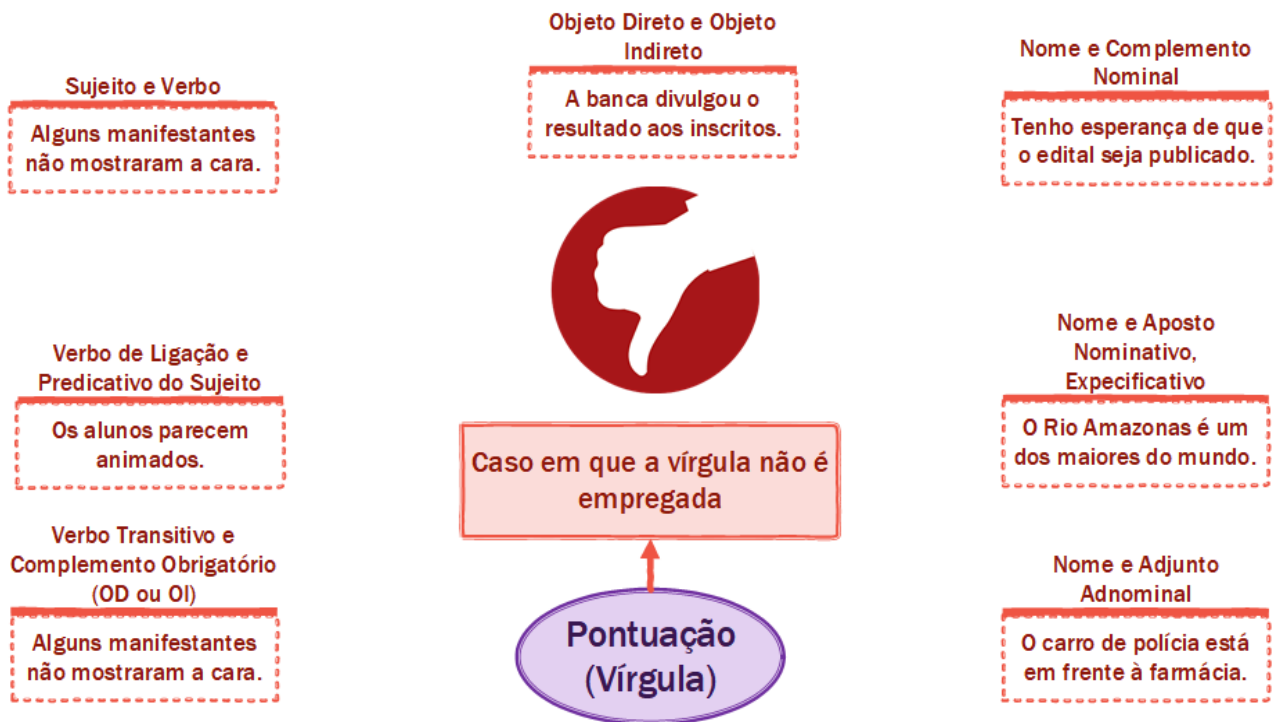 Sujeito e Verbo
Alguns manifestantes
não mostraram a cara.
Objeto Direto e Objeto
Indireto
A banca divulgou o
resultado aos inscritos.
Nome e Complemento
Nominal
Tenho esperança de que
o edital seja publicado.
Verbo de Ligação e
Predicativo do Sujeito
Os alunos parecem
animados.
Nome e Aposto
Nominativo,
Expecificativo
O Rio Amazonas é um
dos maiores do mundo.
Caso em que a vírgula não é
empregada
Verbo Transitivo e
Complemento Obrigatório
(OD ou OI)
Alguns manifestantes
não mostraram a cara.
Pontuação
(Vírgula)
Nome e Adjunto
Adnominal
O carro de polícia está
em frente à farmácia.